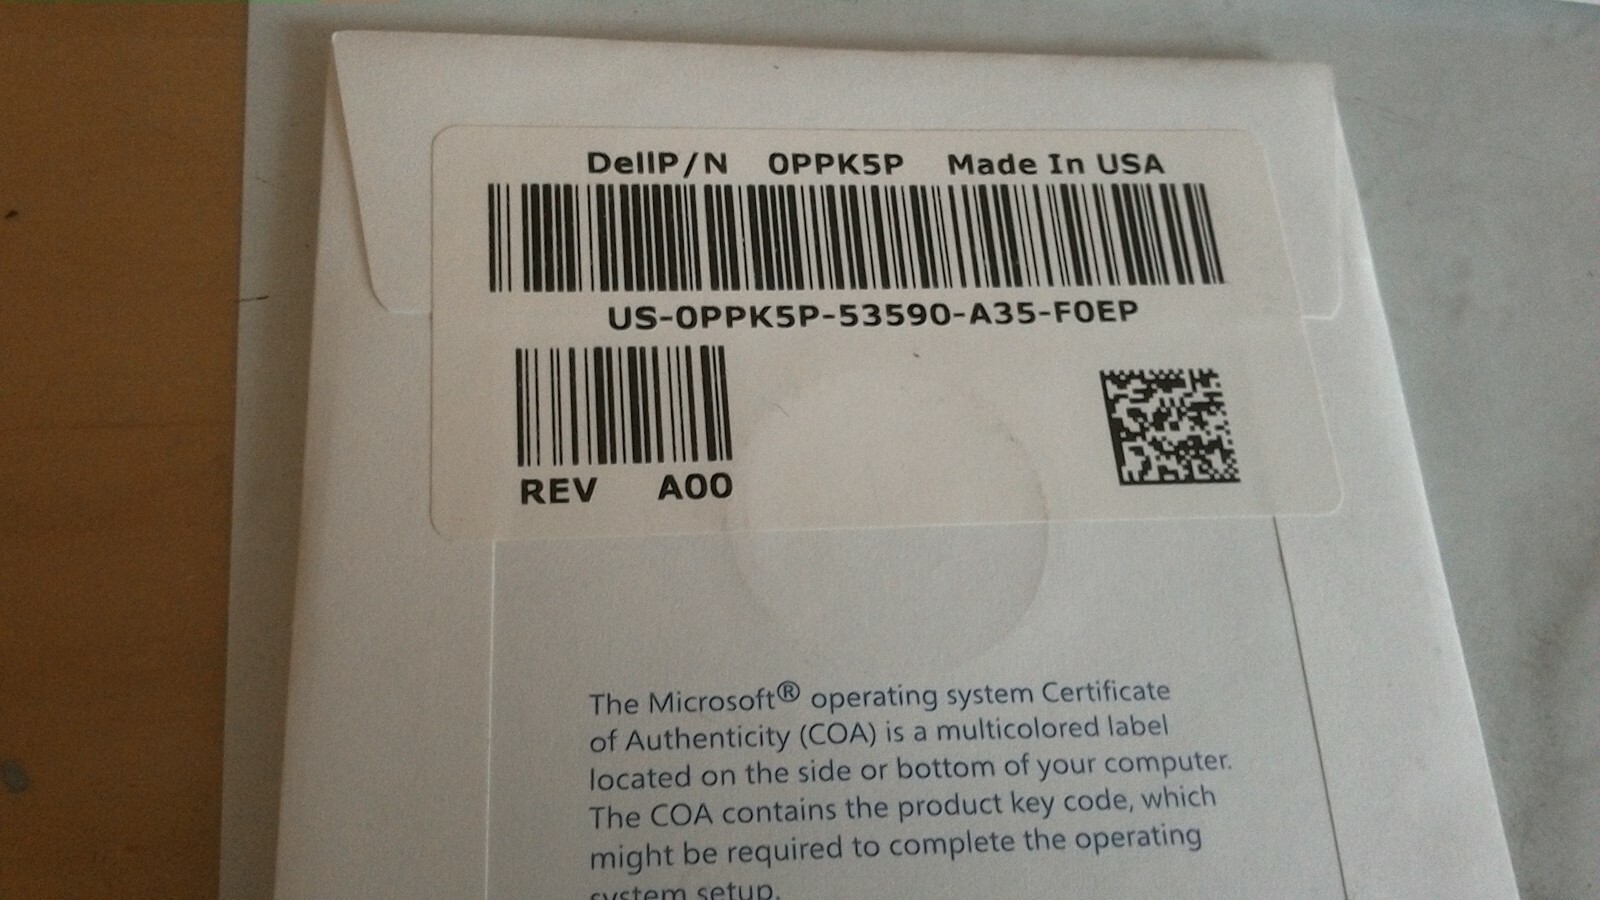 DellP/N 0PPK5P Made In USA
US-0PPK5P-53590-A35-F0EP
REV A00
The Microsoft® operating system Certificate
of Authenticity (COA) is a multicolored label
located on the side or bottom of your computer.
The COA contains the product key code, which
might be required to complete the operating
system setup.